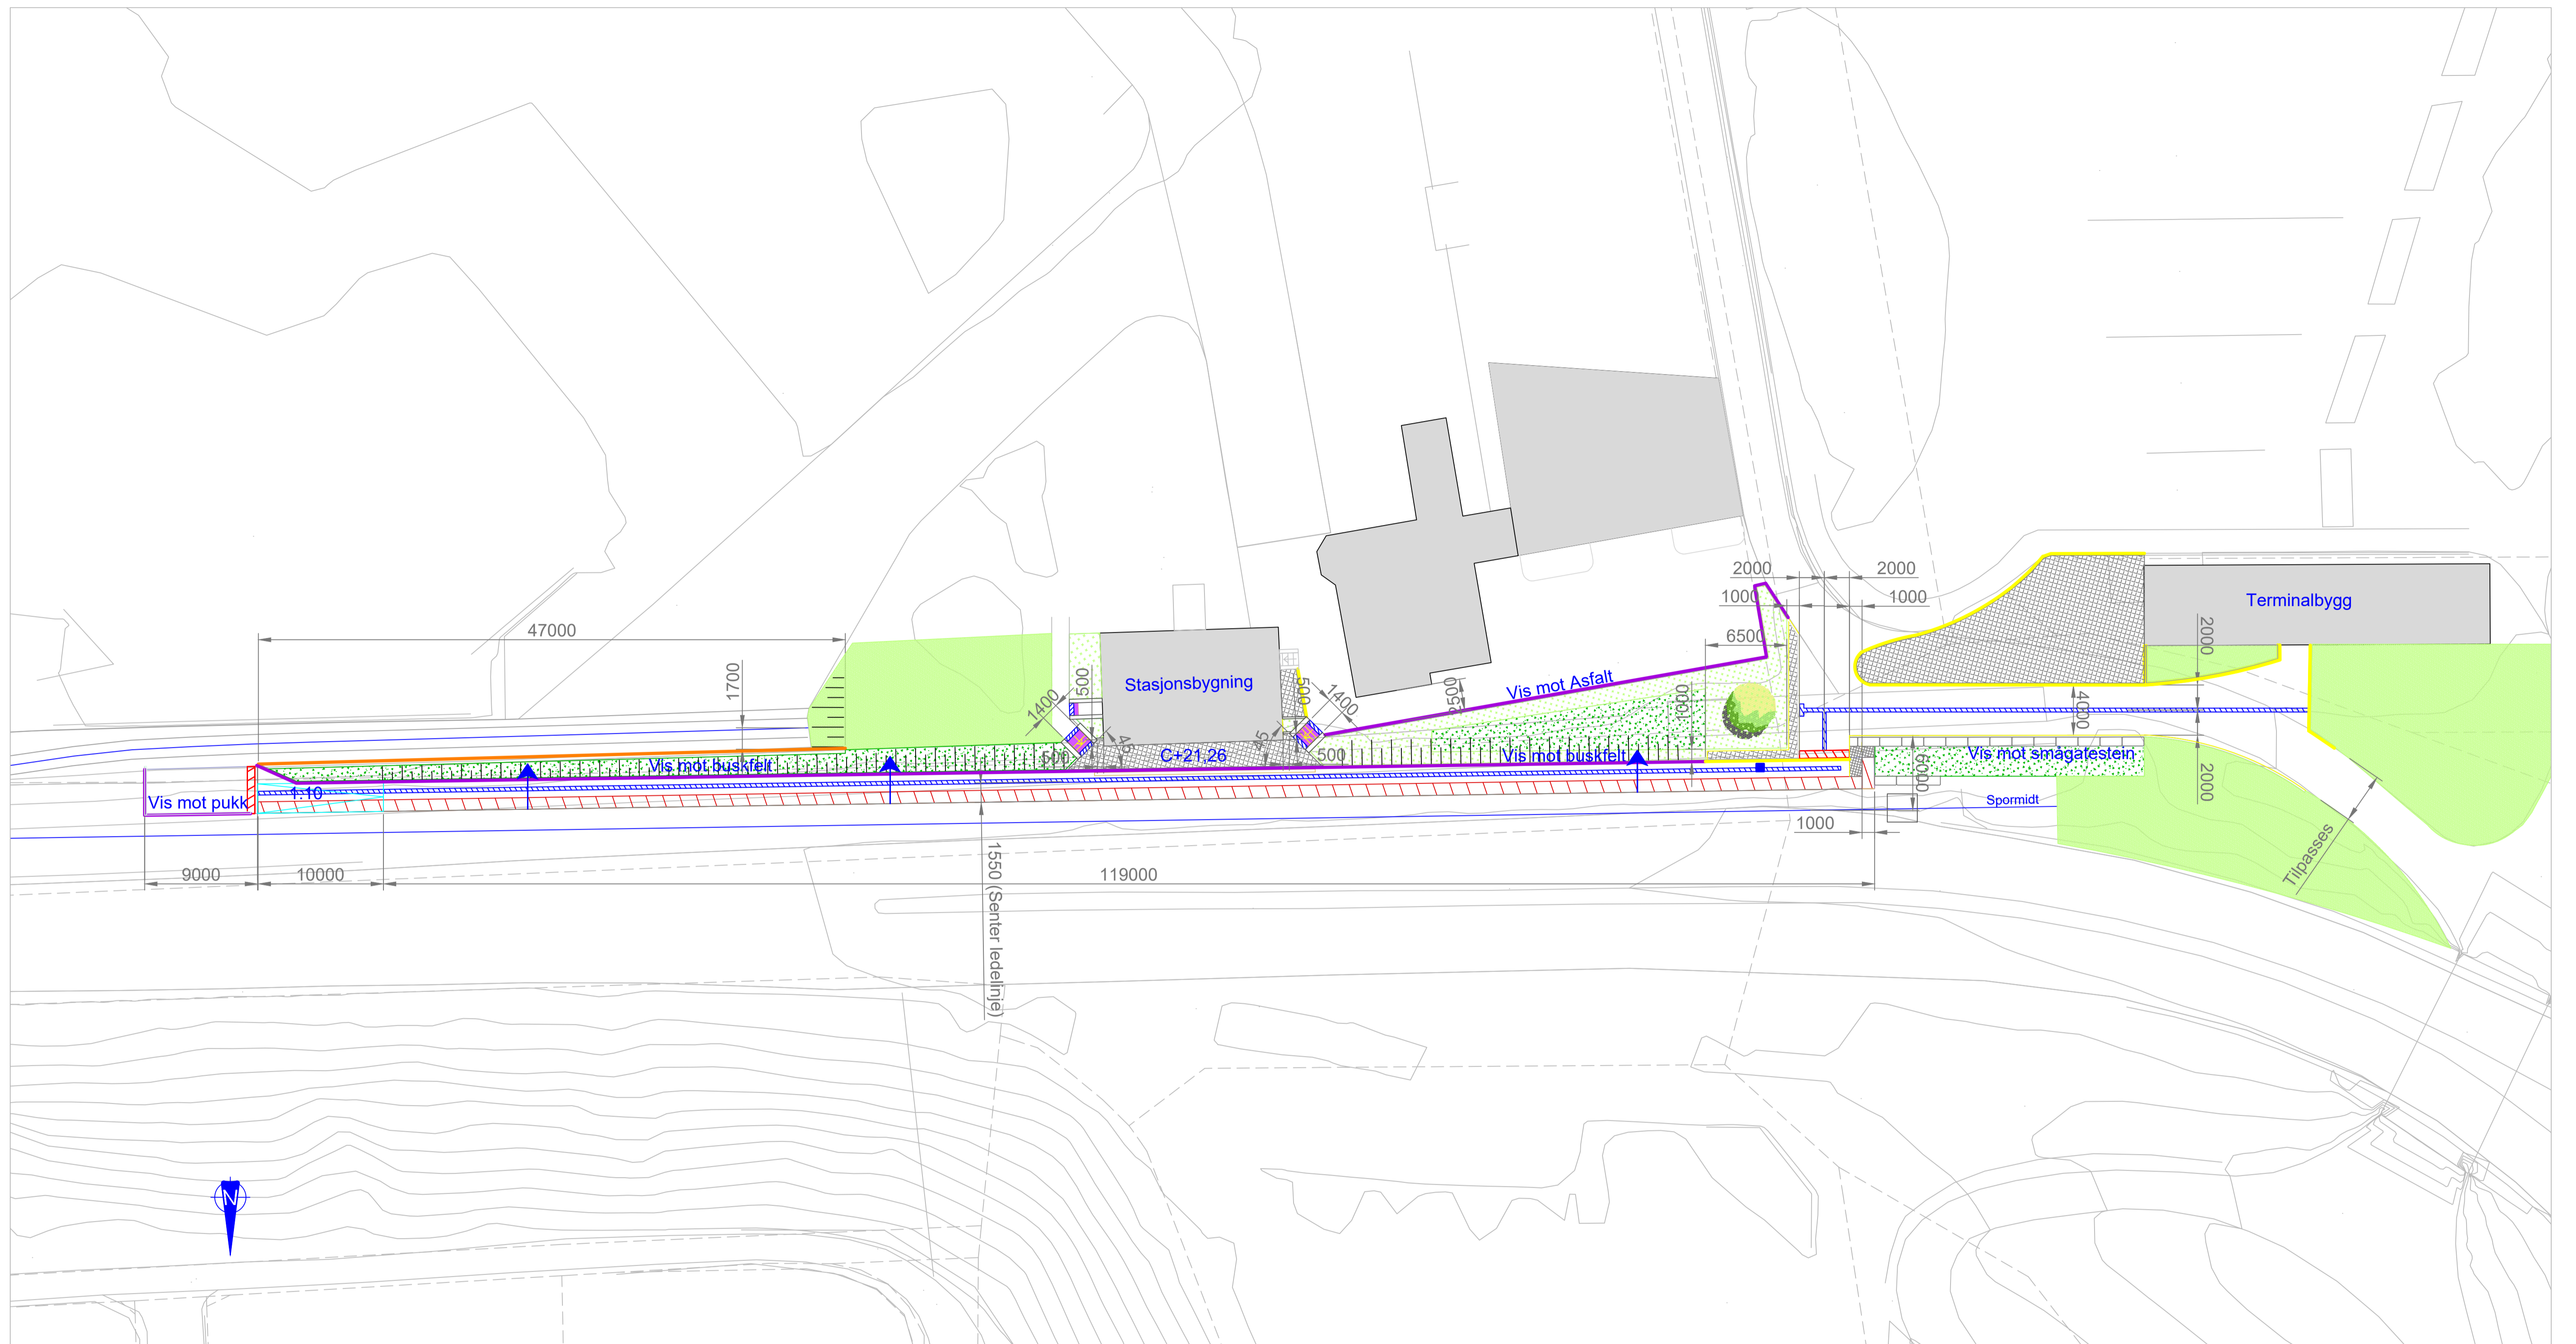 2000
2000
1000
1000
Terminalbygg
2000
47000
6500
1700
Stasjonsbygning
1500
500
1400
1400
Vis mot Asfalt
2500
1000
4000
45
45
C+21,26
500
500
Vis mot buskfelt
Vis mot buskfelt
Vis mot smågatestein
6000
2000
1:10
Vis mot pukk
Spormidt
1000
Tilpasses
1550 (Senter ledelinje)
9000
10000
119000
N